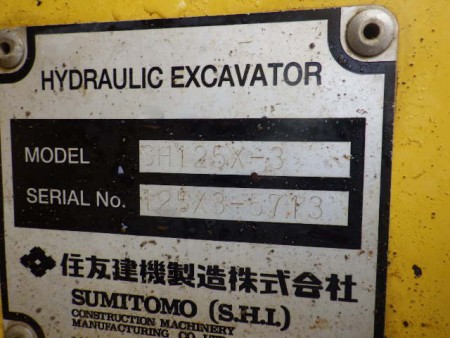 HYDRAULIC EXCAVATOR
MODEL SH125X-3
SERIAL No.
住友建機製造株式会社
SUMITOMO (S.H.I.)
CONSTRUCTION MACHINERY
MANUFACTURING CO.